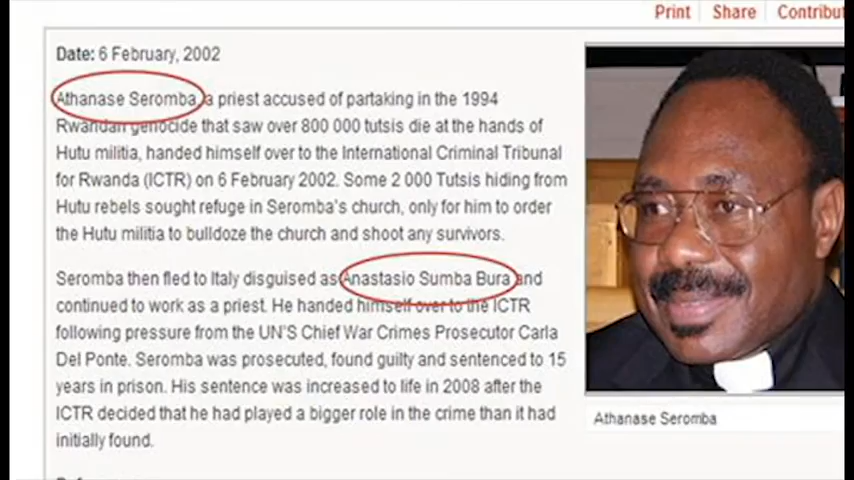 Print Share Contribut
Date: 6 February, 2002
Athanase Seromba, a priest accused of partaking in the 1994
Rwandan genocide that saw over 800 000 tutsis die at the hands of
Hutu militia, handed himself over to the International Criminal Tribunal
for Rwanda (ICTR) on 6 February 2002. Some 2 000 Tutsis hiding from
Hutu rebels sought refuge in Seromba's church, only for him to order
the Hutu militia to bulldoze the church and shoot any survivors.
Seromba then fled to Italy disguised as Anastasio Sumba Bura and
continued to work as a priest. He handed himself over to the ICTR
following pressure from the UN'S Chief War Crimes Prosecutor Carla
Del Ponte. Seromba was prosecuted, found guilty and sentenced to 15
years in prison. His sentence was increased to life in 2008 after the
ICTR decided that he had played a bigger role in the crime than it had
initially found.
Athanase Seromba